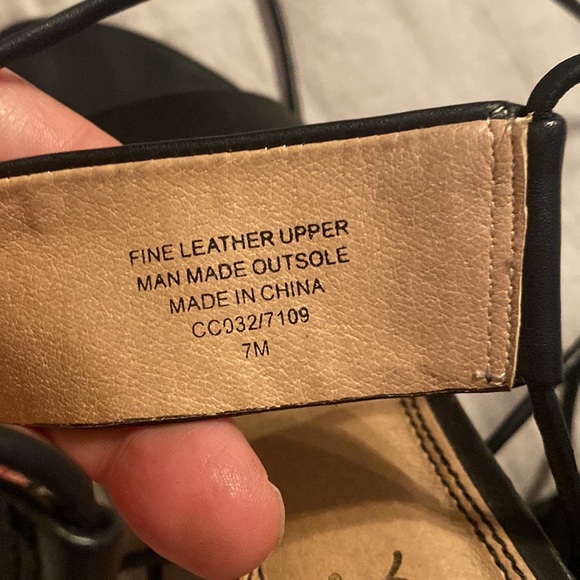 FINE LEATHER UPPER
MAN MADE OUTSOLE
MADE IN CHINA
CC032/7109
7M